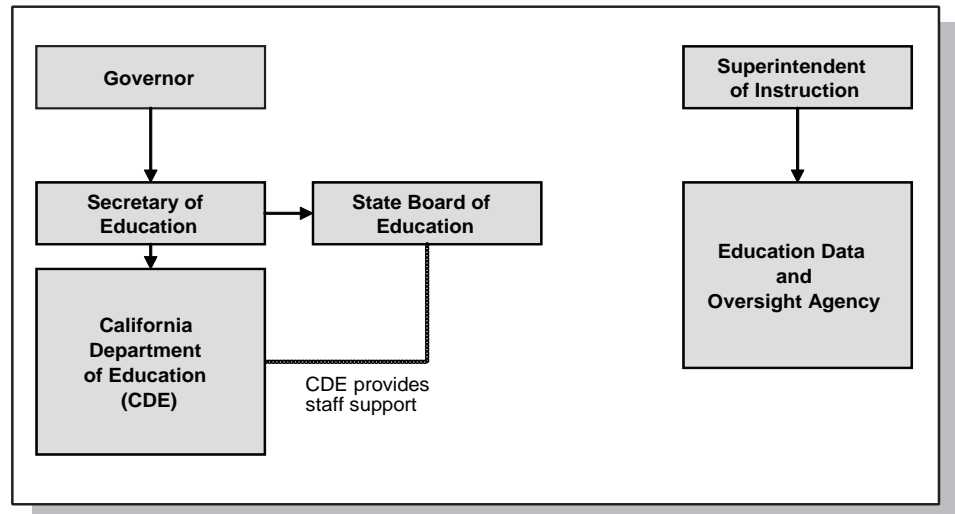 Governor
Superintendent
of Instruction
Secretary of
Education
State Board of
Education
Education Data
and
Oversight Agency
California
Department
of Education
(CDE)
CDE provides
staff support